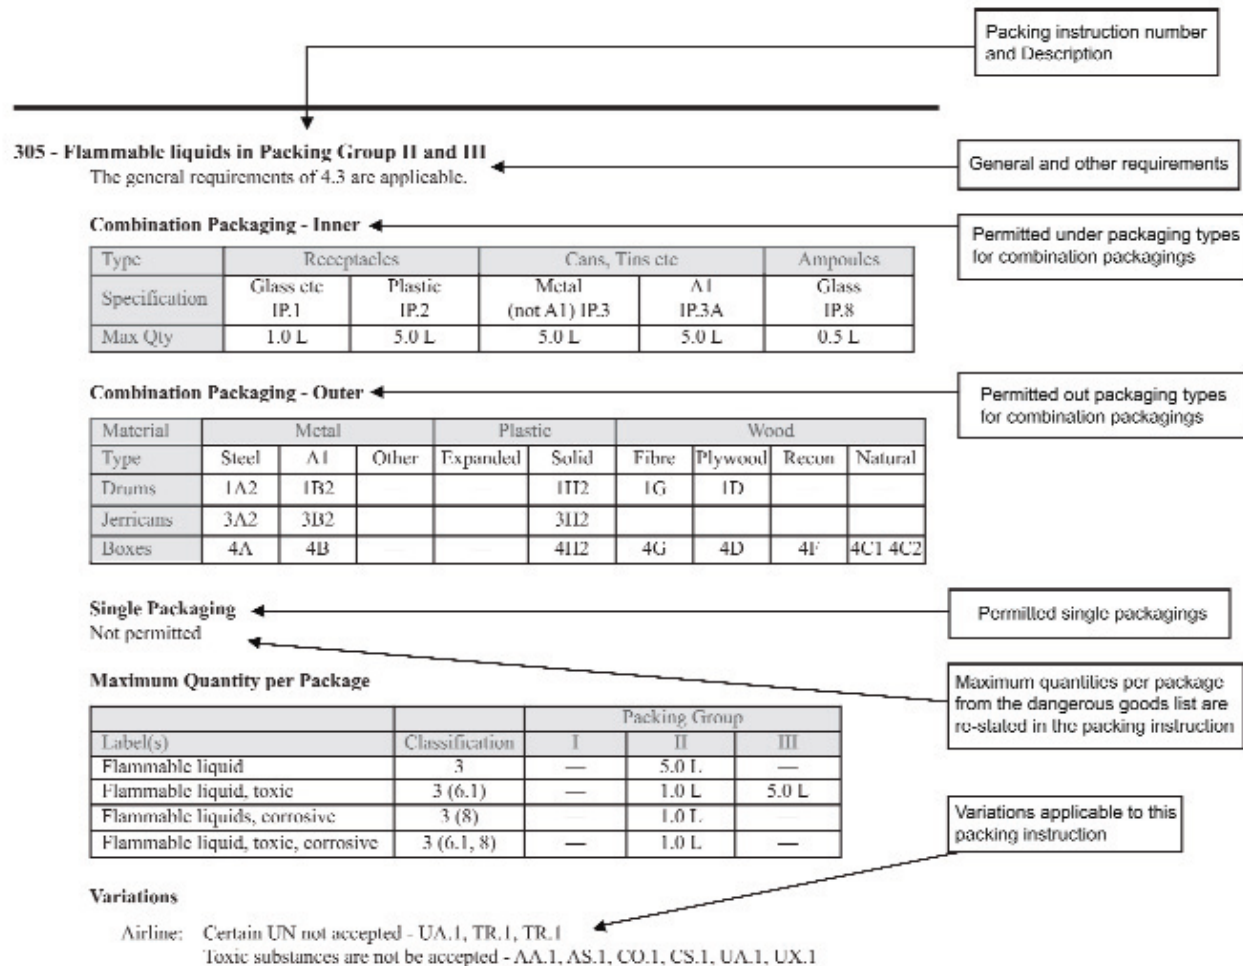 Packing instruction number
and Description
305 - Flammable liquids in Packing Group II and III
The general requirements of 4.3 are applicable.
General and other requirements
Combination Packaging - Inner
Permitted under packaging types
for combination packagings
Type Receptacles Cans, Tins etc Ampoules
Specification Glass etc IP.1 Plastic IP.2 Metal (not A1) IP.3 A1 IP.3A Glass IP.8
Max Qty 1.0 L 5.0 L 5.0 L 5.0 L 0.5 L
Combination Packaging - Outer
Permitted out packaging types
for combination packagings
Material Metal Plastic Wood
Type Steel A1 Other Expanded Solid Fibre Plywood Recon Natural
Drums 1A2 1B2 — — 1H2 1G 1D — —
Jerricans 3A2 3B2 3H2
Boxes 4A 4B — — 4H2 4G 4D 4F 4C1 4C2
Single Packaging
Not permitted
Permitted single packagings
Maximum quantities per package
from the dangerous goods list are
re-stated in the packing instruction
Maximum Quantity per Package
Packing Group
Label(s) Classification I II III
Flammable liquid 3 — 5.0 L —
Flammable liquid, toxic 3 (6.1) — 1.0 L 5.0 L
Flammable liquids, corrosive 3 (8) — 1.0 L —
Flammable liquid, toxic, corrosive 3 (6.1, 8) — 1.0 L —
Variations applicable to this
packing instruction
Variations
Airline: Certain UN not accepted - UA.1, TR.1, TR.1
Toxic substances are not be accepted - AA.1, AS.1, CO.1, CS.1, UA.1, UX.1